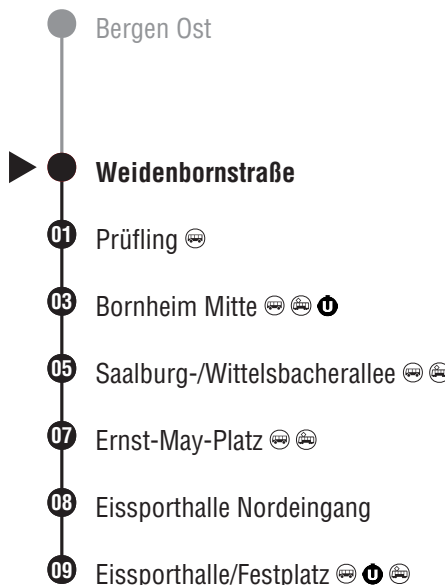 Bergen Ost
Weidenbornstraße
01 Prüfling
03 Bornheim Mitte U
05 Saalburg-/Wittelsbacherallee
07 Ernst-May-Platz
08 Eissporthalle Nordeingang
09 Eissporthalle/Festplatz U